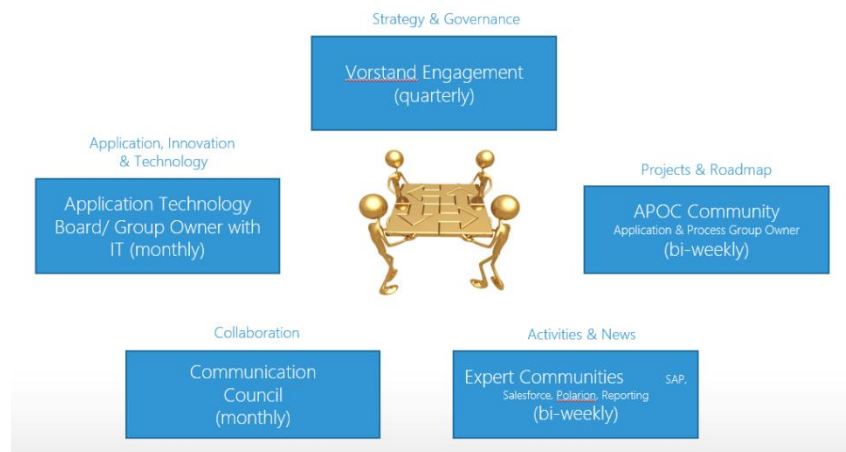 Strategy & Governance
Vorstand Engagement
(quarterly)
Application, Innovation
& Technology
Application Technology
Board/ Group Owner with
IT (monthly)
Projects & Roadmap
APOC Community
Application & Process Group Owner
(bi-weekly)
Collaboration
Communication
Council
(monthly)
Activities & News
Expert Communities SAP,
Salesforce, Polarion, Reporting
(bi-weekly)